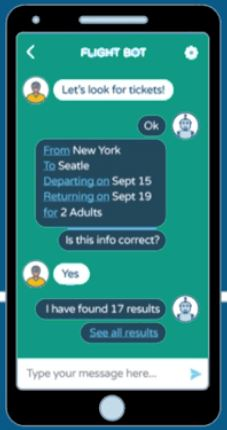 FLIGHT BOT
Let's look for tickets!
Ok
From New York
To Seatle
Departing on Sept 15
Returning on Sept 19
for 2 Adults
Is this info correct?
Yes
I have found 17 results
See all results
Type your message here...